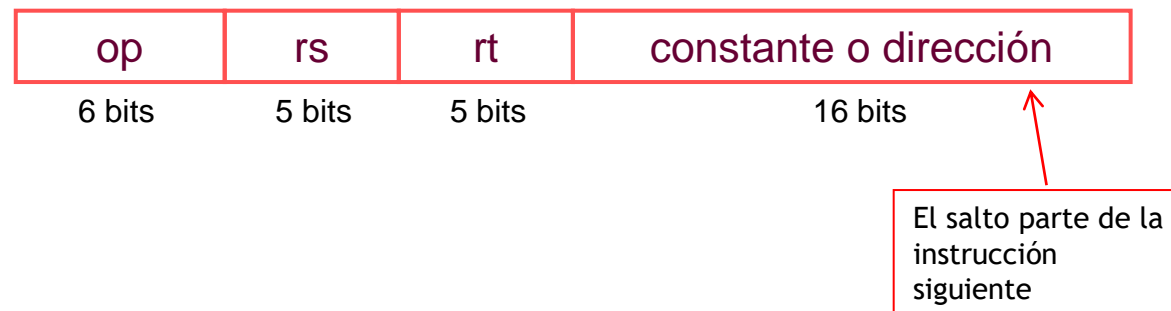 op rs rt constante o dirección
6 bits 5 bits 5 bits 16 bits
El salto parte de la
instrucción
siguiente